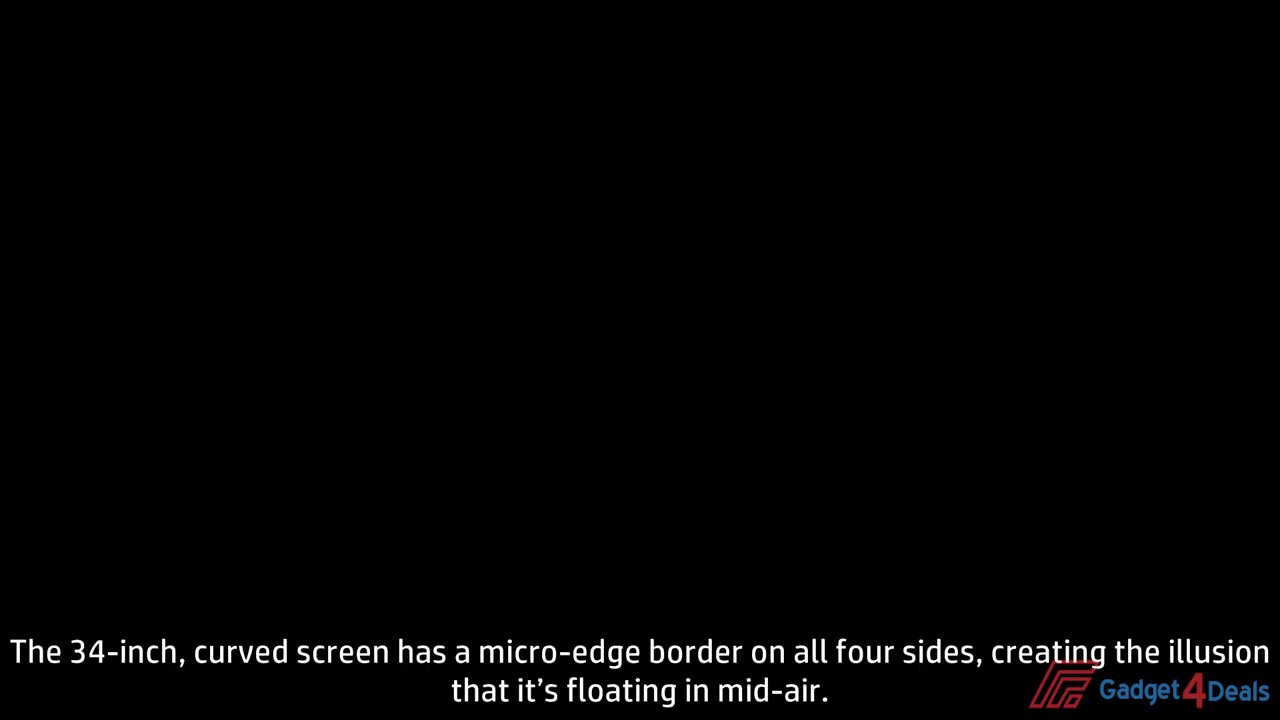 The 34-inch, curved screen has a micro-edge border on all four sides, creating the illusion
that it’s floating in mid-air.
Gadget4Deals